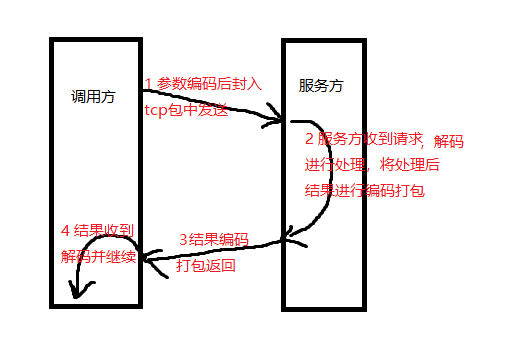 调用方
服务方
1 参数编码后封入
tcp包中发送
2 服务方收到请求，解码
进行处理，将处理后
结果进行编码打包
3结果编码
打包返回
4 结果收到
解码并继续